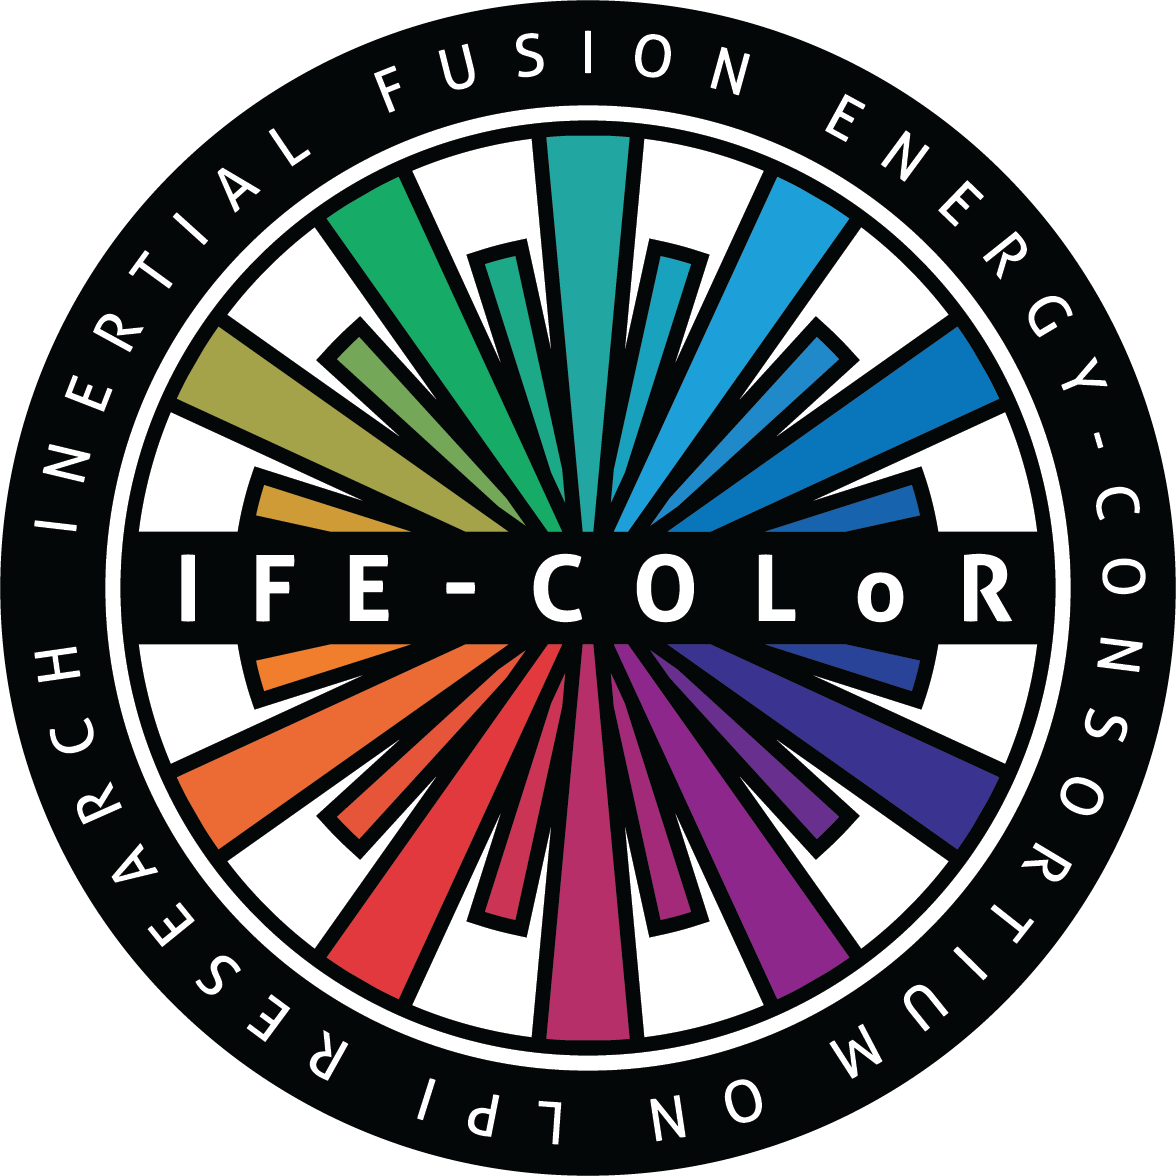 INERTIAL FUSION ENERGY-CONSORTIUM ON LPI RESEARCH
IFE-COLoR